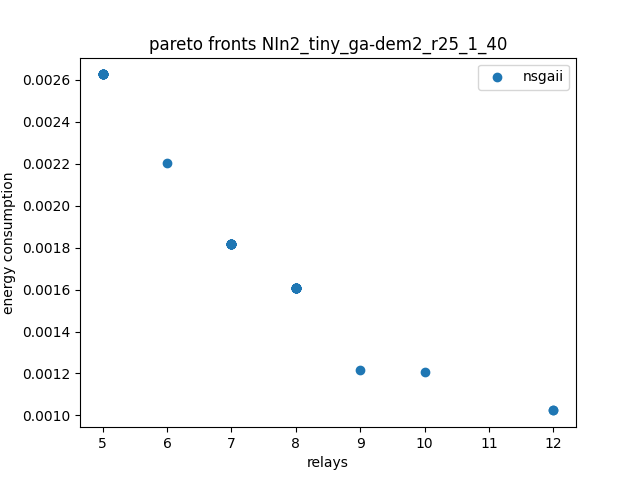 pareto fronts NIn2_tiny_ga-dem2_r25_1_40
nsgaii
0.0026
0.0024
0.0022
0.0020
0.0018
0.0016
0.0014
0.0012
0.0010
energy consumption
5 6 7 8 9 10 11 12
relays